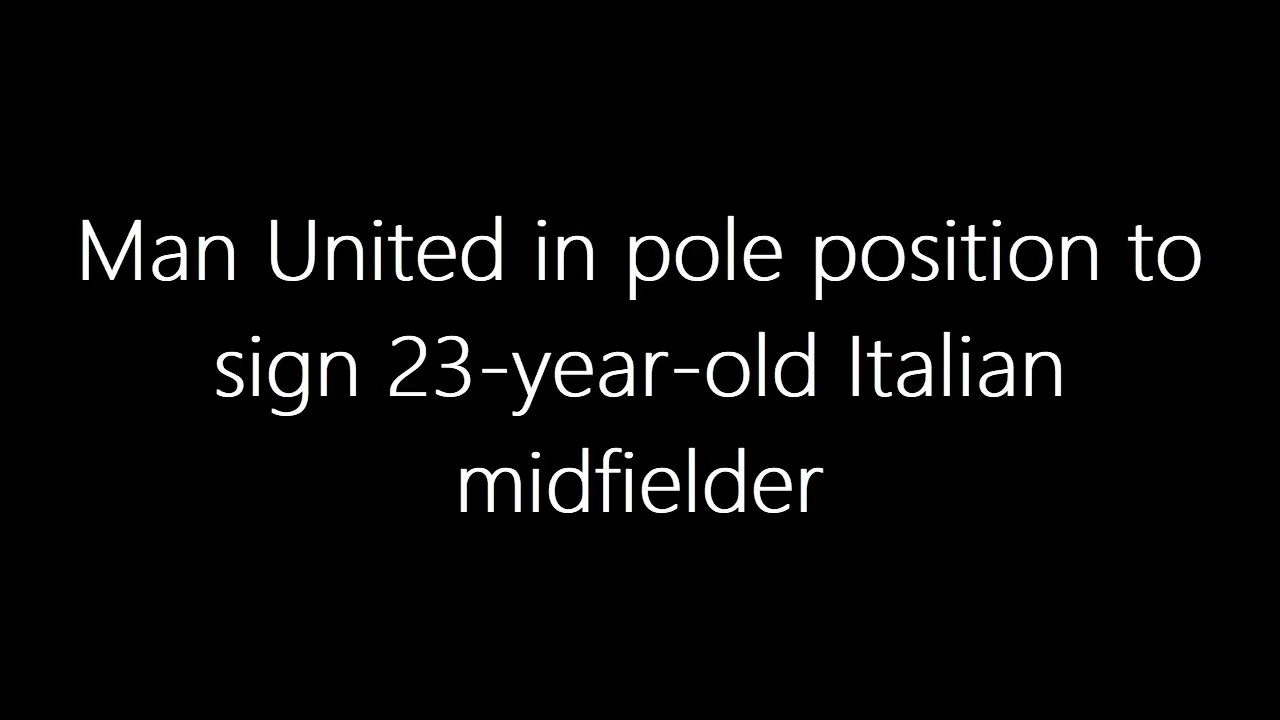 Man United in pole position to
sign 23-year-old Italian
midfielder